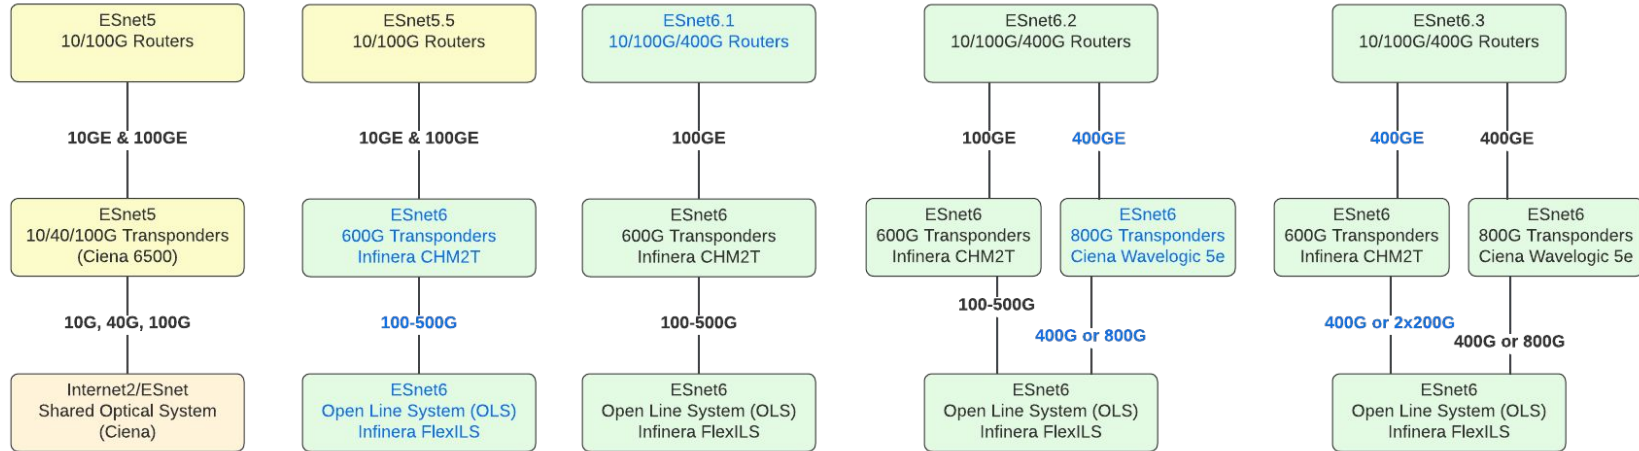 ESnet5
10/100G Routers
10GE & 100GE
ESnet5
10/40/100G Transponders
(Ciena 6500)
10G, 40G, 100G
Internet2/ESnet
Shared Optical System
(Ciena)
ESnet5.5
10/100G Routers
10GE & 100GE
ESnet6
600G Transponders
Infinera CHM2T
100-500G
ESnet6
Open Line System (OLS)
Infinera FlexILS
ESnet6.1
10/100G/400G Routers
100GE
ESnet6
600G Transponders
Infinera CHM2T
100-500G
ESnet6
Open Line System (OLS)
Infinera FlexILS
ESnet6.2
10/100G/400G Routers
100GE
400GE
ESnet6
600G Transponders
Infinera CHM2T
ESnet6
800G Transponders
Ciena Wavelogic 5e
100-500G
400G or 800G
ESnet6
Open Line System (OLS)
Infinera FlexILS
ESnet6.3
10/100G/400G Routers
400GE
400GE
ESnet6
600G Transponders
Infinera CHM2T
ESnet6
800G Transponders
Ciena Wavelogic 5e
400G or 2x200G
400G or 800G
ESnet6
Open Line System (OLS)
Infinera FlexILS